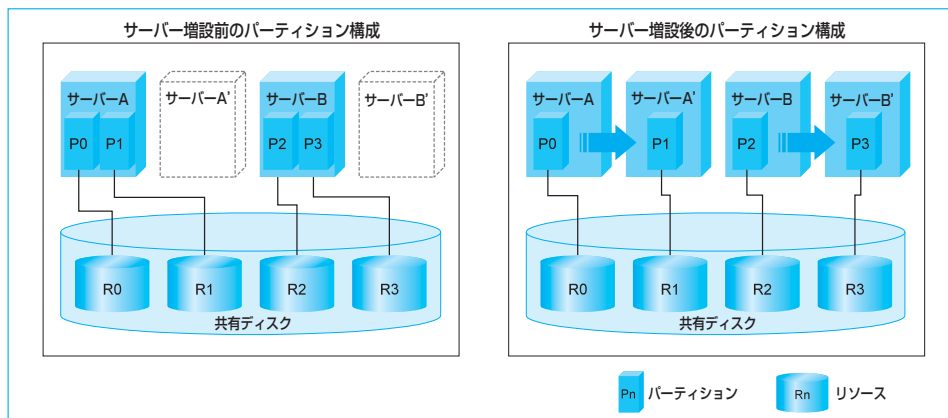 サーバー増設前のパーティション構成
サーバーA
サーバーA'
サーバーB
サーバーB'
P0
P1
P2
P3
R0
R1
R2
R3
共有ディスク
サーバー増設後のパーティション構成
サーバーA
サーバーA'
サーバーB
サーバーB'
P0
P1
P2
P3
R0
R1
R2
R3
共有ディスク
Pn パーティション
Rn リソース